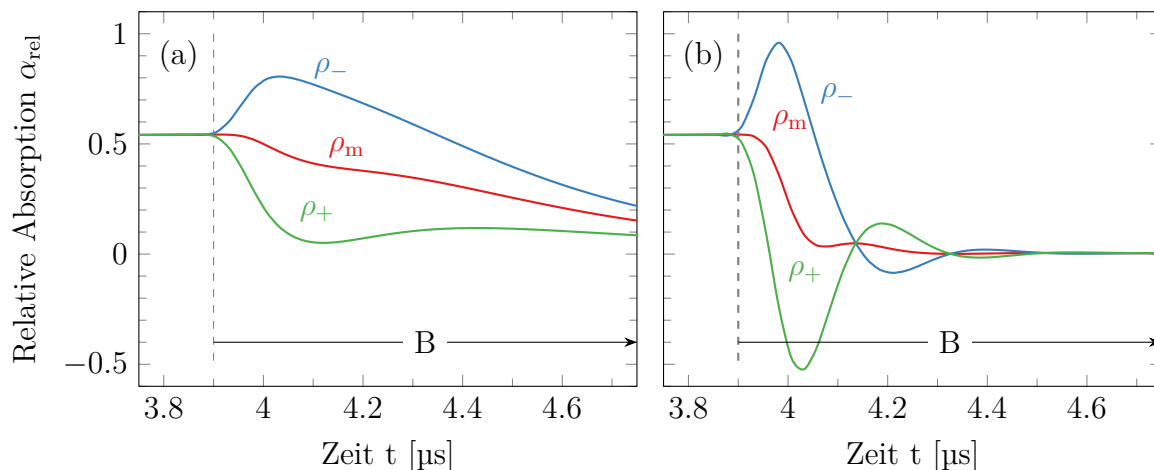 Relative Absorption α_rel
1
0.5
0
−0.5
(a)
ρ_−
ρ_m
ρ_+
B
3.8 4 4.2 4.4 4.6
Zeit t [µs]
(b)
ρ_−
ρ_m
ρ_+
B
3.8 4 4.2 4.4 4.6
Zeit t [µs]